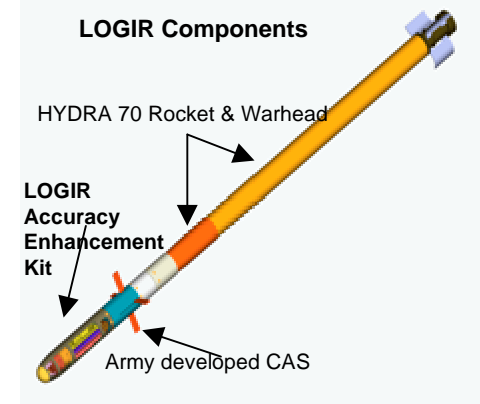 LOGIR Components
HYDRA 70 Rocket & Warhead
LOGIR
Accuracy
Enhancement
Kit
Army developed CAS